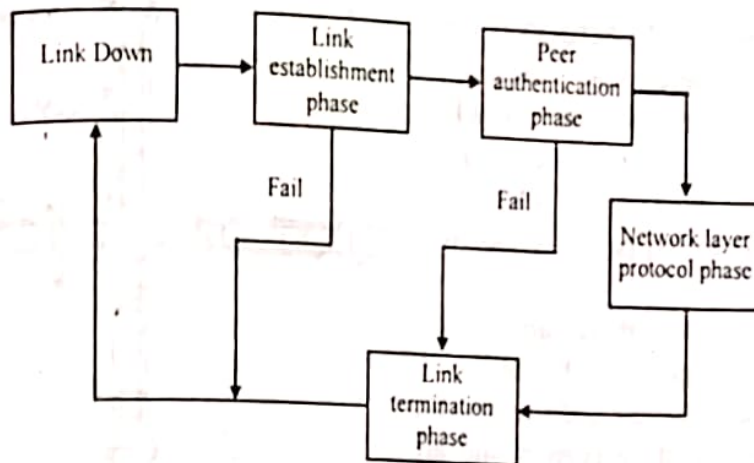 Link Down
Link
establishment
phase
Peer
authentication
phase
Fail
Fail
Network layer
protocol phase
Link
termination
phase